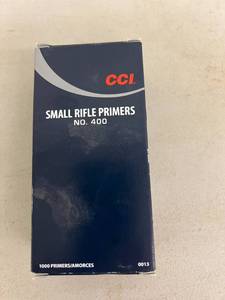 CCI
SMALL RIFLE PRIMERS
NO. 400
1000 PRIMERS/AMORCES
0013